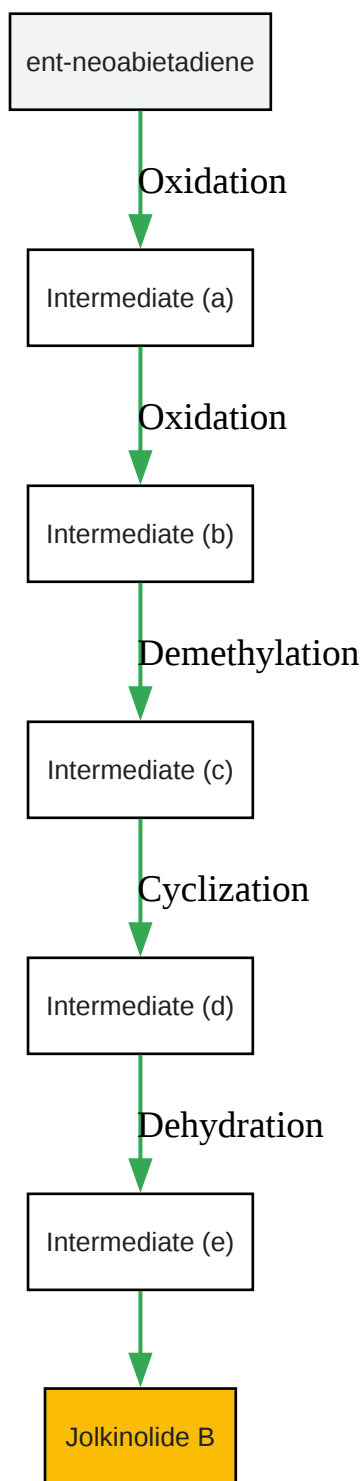 ent-neoabietadiene
Oxidation
Intermediate (a)
Oxidation
Intermediate (b)
Demethylation
Intermediate (c)
Cyclization
Intermediate (d)
Dehydration
Intermediate (e)
Jolkinolide B